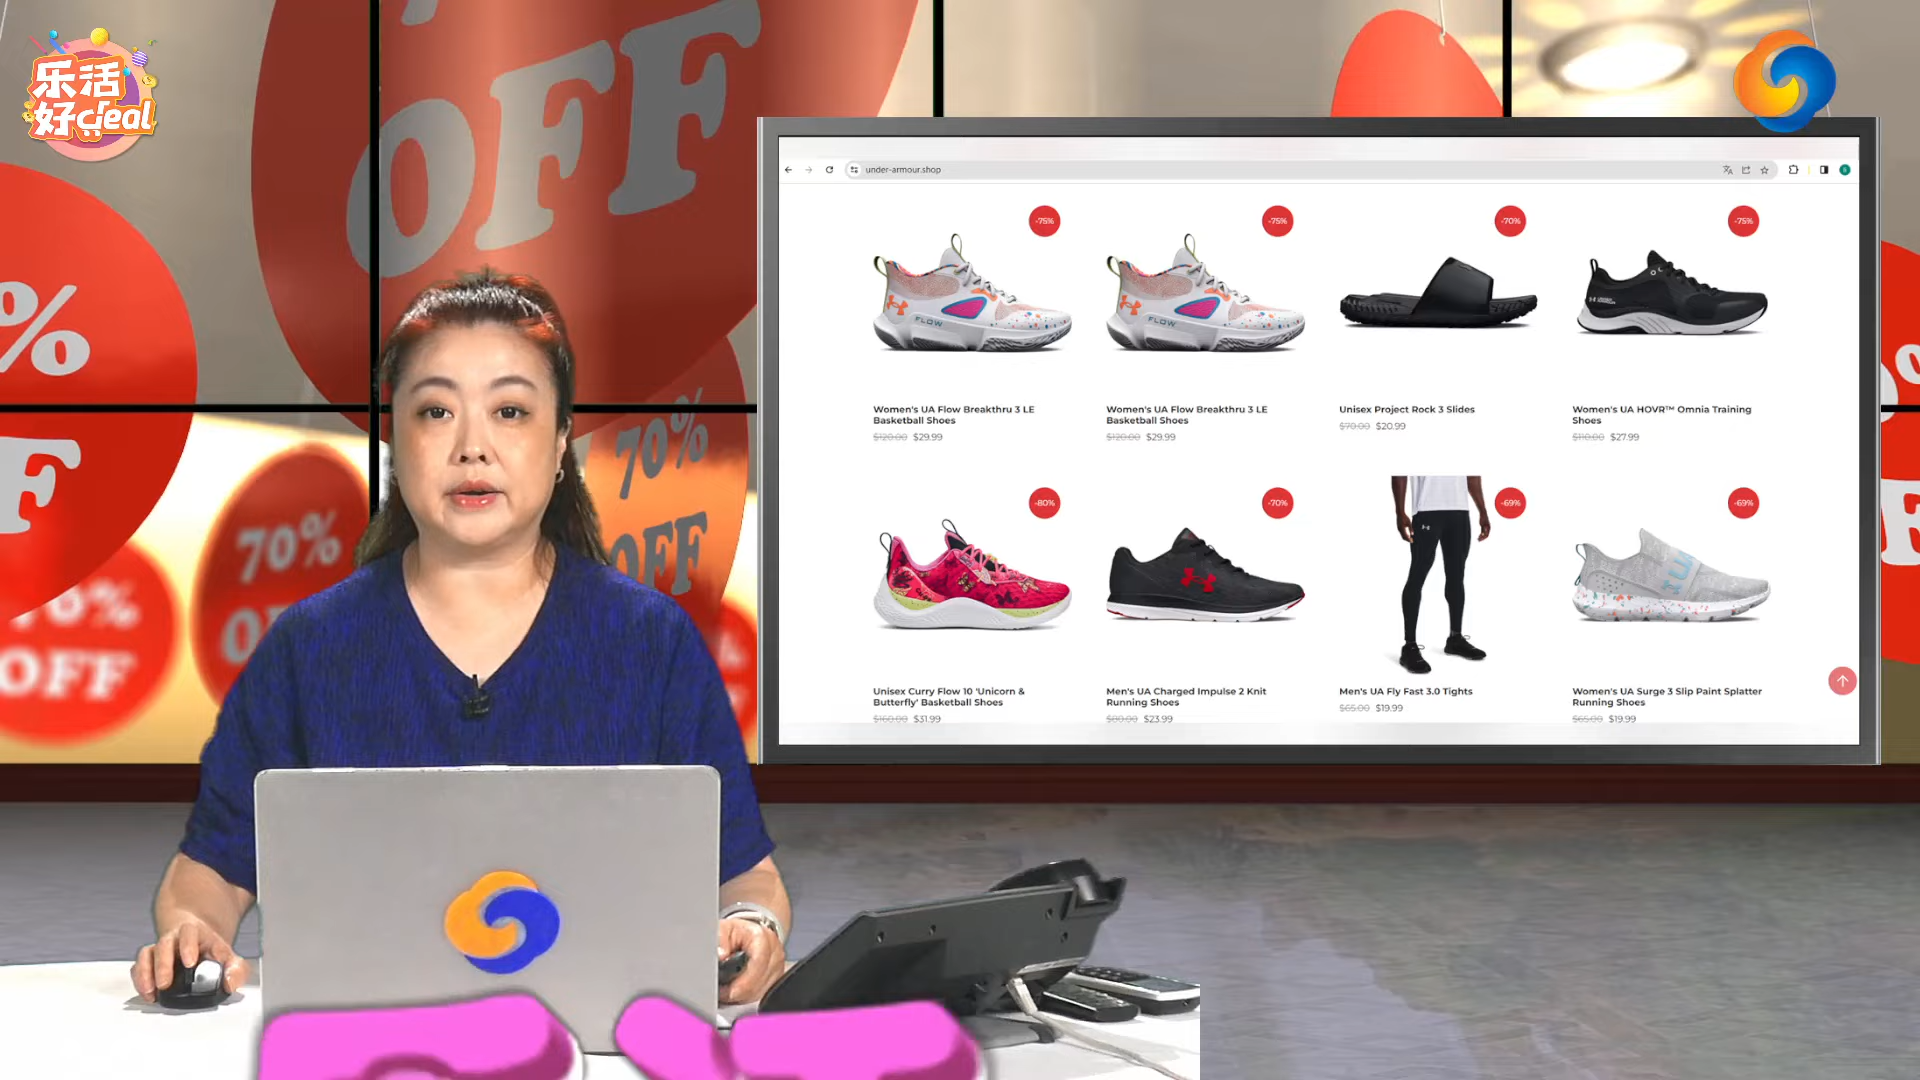 乐活
好deal
OFF
%
F
70%
OFF
70%
OFF
70%
OFF
under-armour.shop
-75%
-75%
-70%
-75%
FLOW
FLOW
Women's UA Flow Breakthru 3 LE
Basketball Shoes
$120.00 $29.99
Women's UA Flow Breakthru 3 LE
Basketball Shoes
$120.00 $29.99
Unisex Project Rock 3 Slides
$70.00 $20.99
Women's UA HOVR™ Omnia Training
Shoes
$110.00 $27.99
-80%
-70%
-69%
-69%
Unisex Curry Flow 10 'Unicorn &
Butterfly' Basketball Shoes
$160.00 $31.99
Men's UA Charged Impulse 2 Knit
Running Shoes
$80.00 $23.99
Men's UA Fly Fast 3.0 Tights
$65.00 $19.99
Women's UA Surge 3 Slip Paint Splatter
Running Shoes
$65.00 $19.99